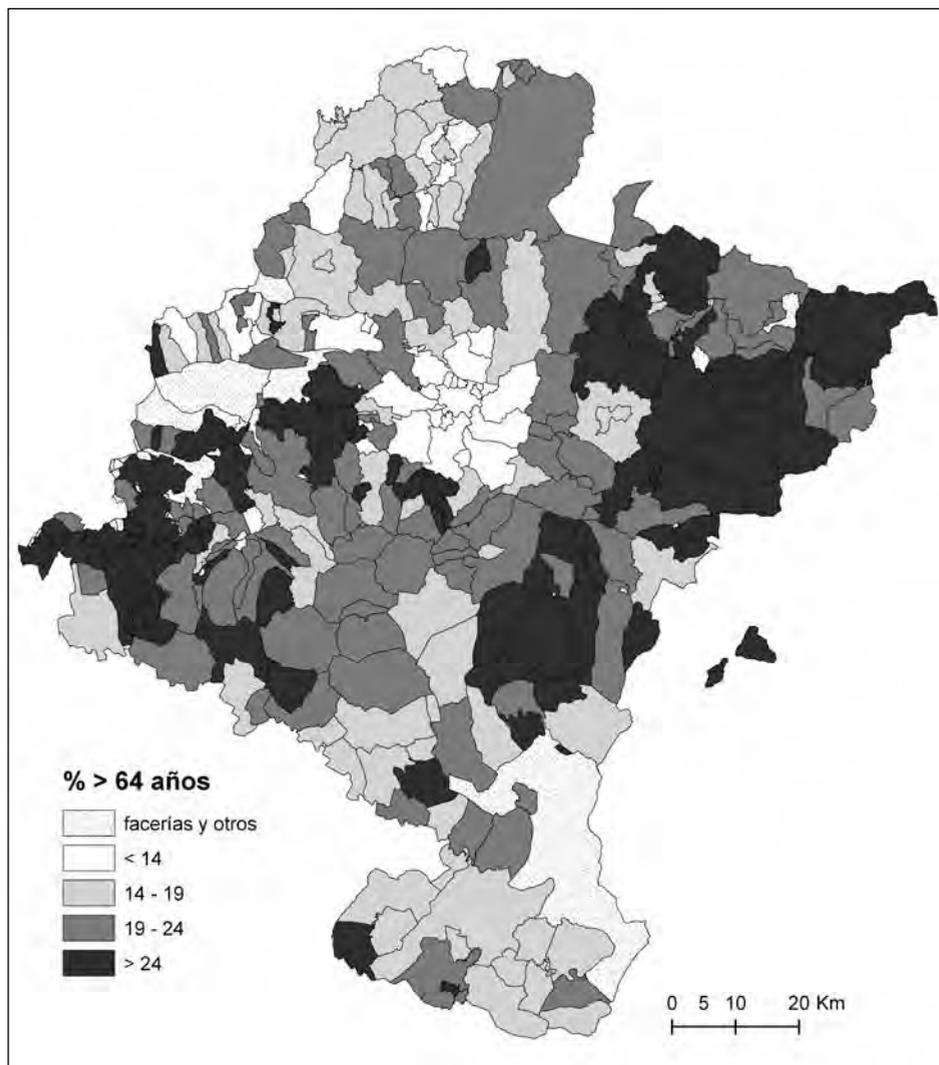 % > 64 años
facerías y otros
< 14
14 - 19
19 - 24
> 24
0 5 10 20 Km